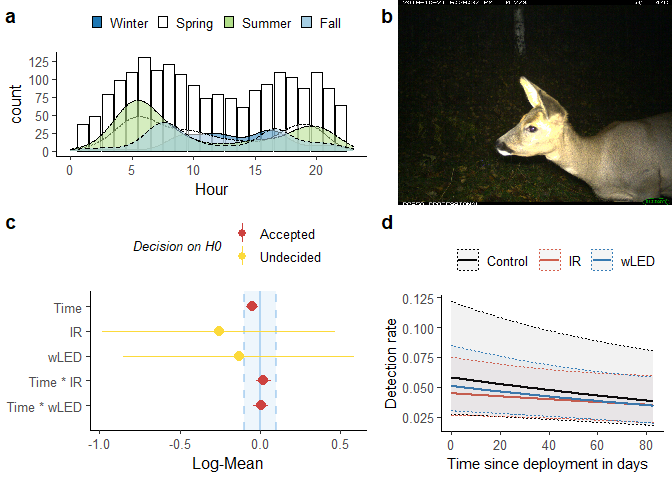 a
Winter Spring Summer Fall
count
125
100
75
50
25
0
0 5 10 15 20
Hour
b
c
Decision on H0
Accepted
Undecided
Time
IR
wLED
Time * IR
Time * wLED
-1.0 -0.5 0.0 0.5
Log-Mean
d
Control IR wLED
Detection rate
0.125
0.100
0.075
0.050
0.025
0 20 40 60 80
Time since deployment in days